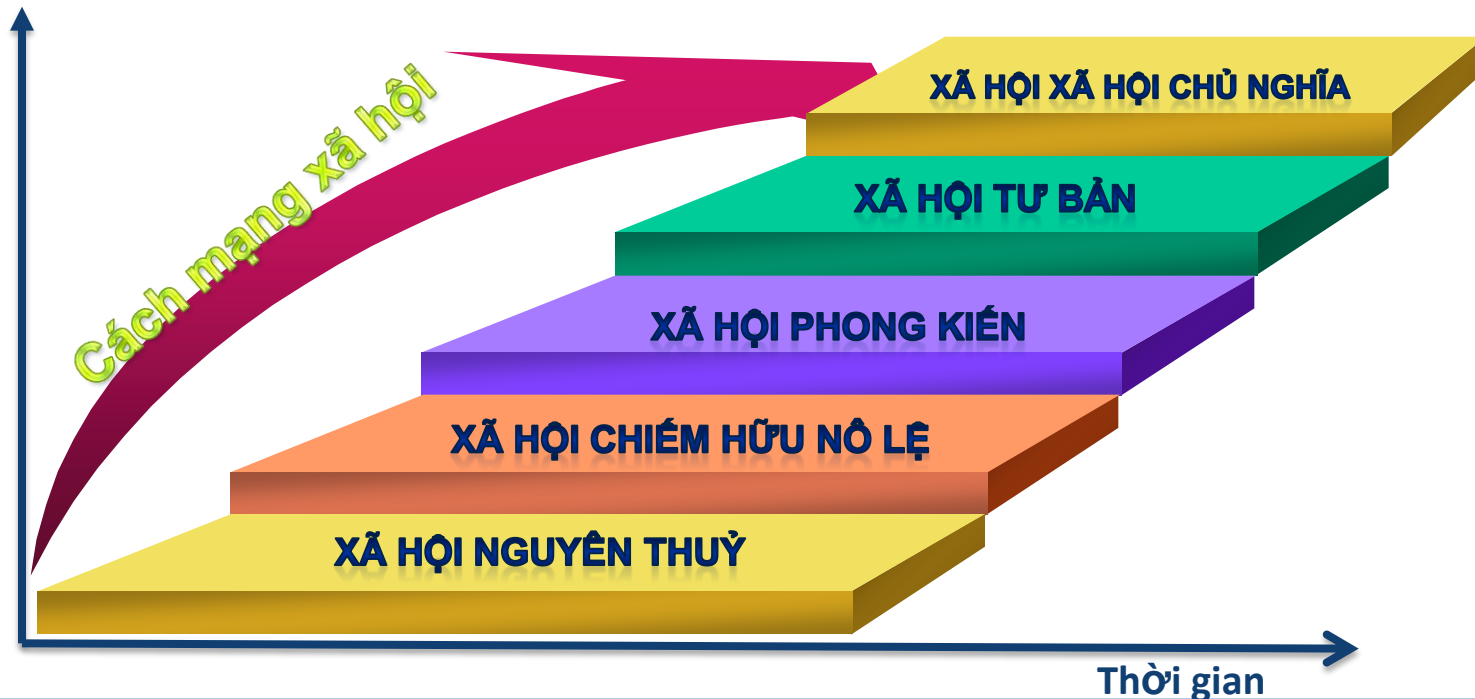 Cách mạng xã hội
XÃ HỘI XÃ HỘI CHỦ NGHĨA
XÃ HỘI TƯ BẢN
XÃ HỘI PHONG KIẾN
XÃ HỘI CHIẾM HỮU NÔ LỆ
XÃ HỘI NGUYÊN THUỶ
Thời gian